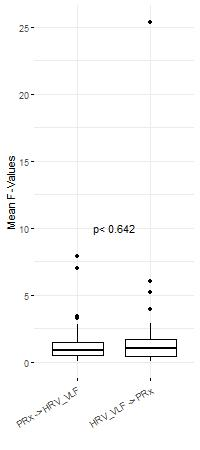 Mean F-Values
25
20
15
10
5
0
p< 0.642
PRx -> HRV_VLF
HRV_VLF -> PRx